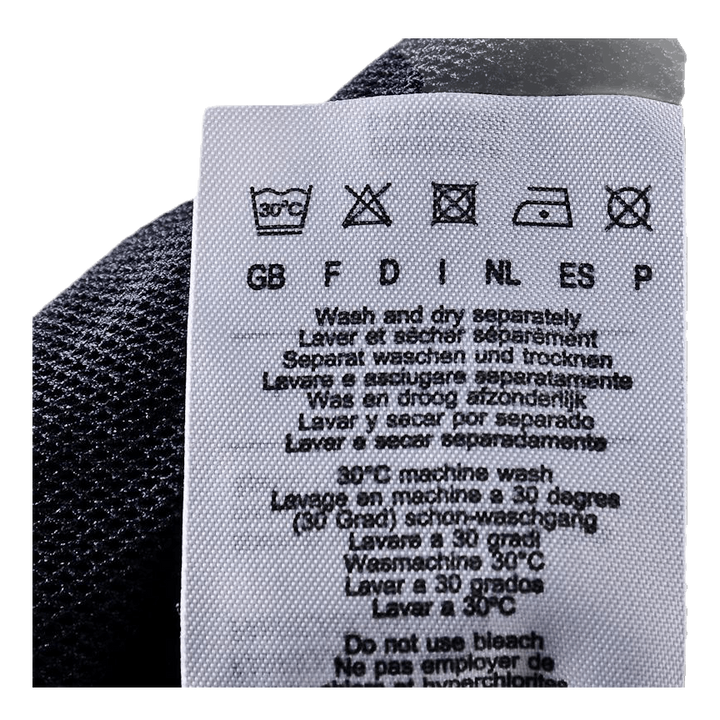 30°C
GB F D I NL ES P
Wash and dry separately
Laver et sécher séparément
Separat waschen und trocknen
Lavare e asciugare separatamente
Was en droog afzonderlijk
Lavar y secar por separado
Lavar e secar separadamente
30°C machine wash
Lavage en machine a 30 degres
(30 Grad) schon-waschgang
Lavare a 30 gradi
Wasmachine 30°C
Lavar a 30 grados
Lavar a 30°C
Do not use bleach
Ne pas employer de
et hyperchlorites